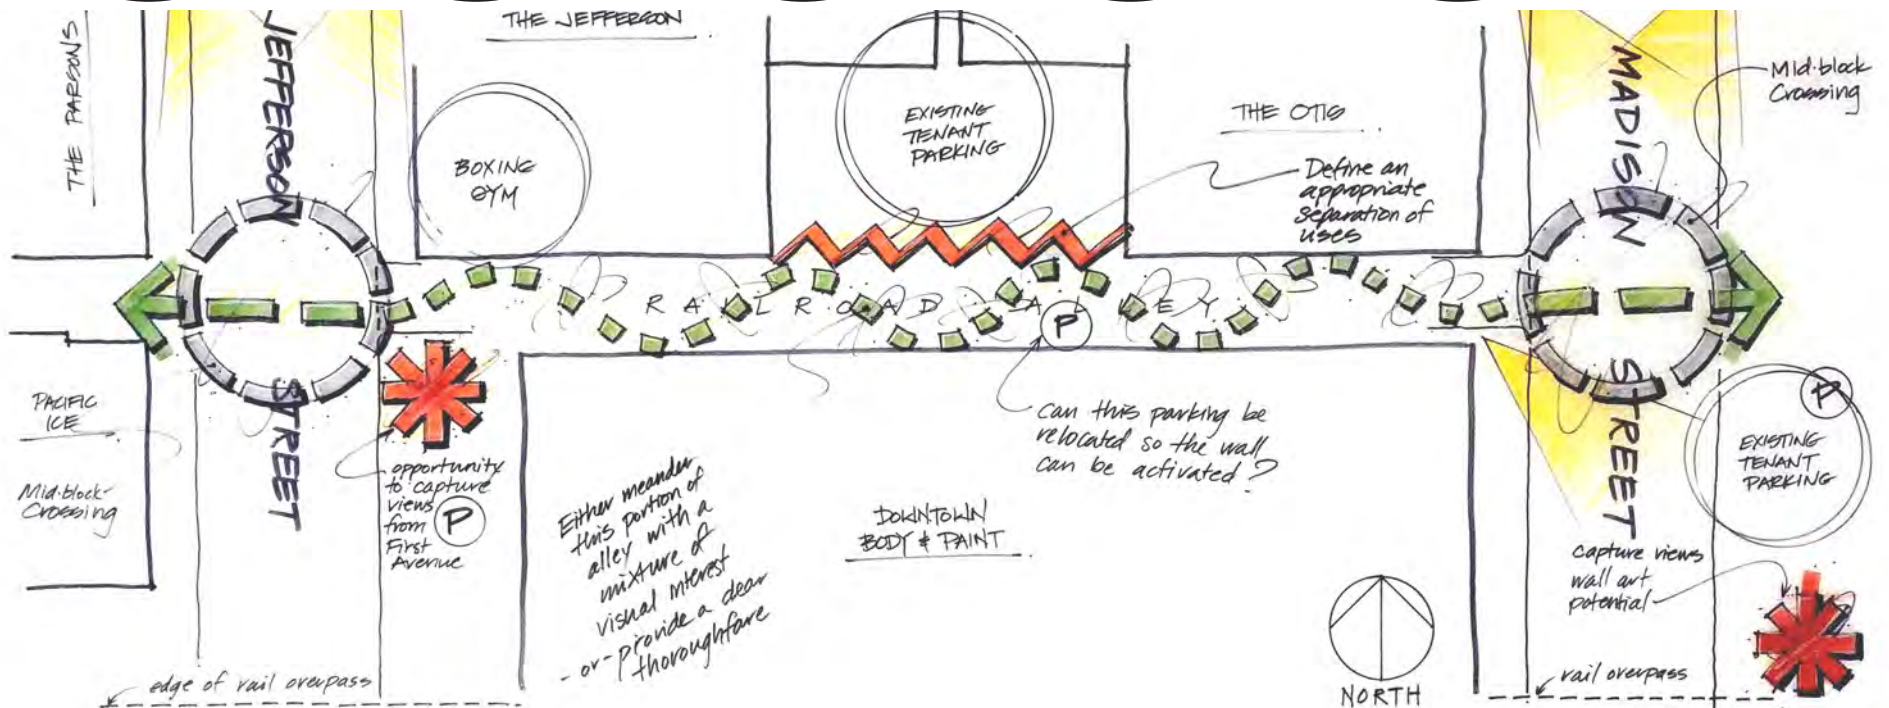 THE PARSONS
JEFFERSON
STREET
THE JEFFERSON
BOXING
GYM
EXISTING
TENANT
PARKING
THE OTIS
Define an
appropriate
separation of
uses
MADISON
STREET
Mid-block
Crossing
RAILROAD ALLEY
P
PACIFIC
ICE
Mid-block
Crossing
opportunity
to capture
views
from
First
Avenue
P
Either meander
this portion of
alley with a
mixture of
visual interest
-or- provide a clear
thoroughfare
Can this parking be
relocated so the wall
can be activated?
DOWNTOWN
BODY & PAINT
P
EXISTING
TENANT
PARKING
capture views
wall art
potential
edge of rail overpass
NORTH
rail overpass